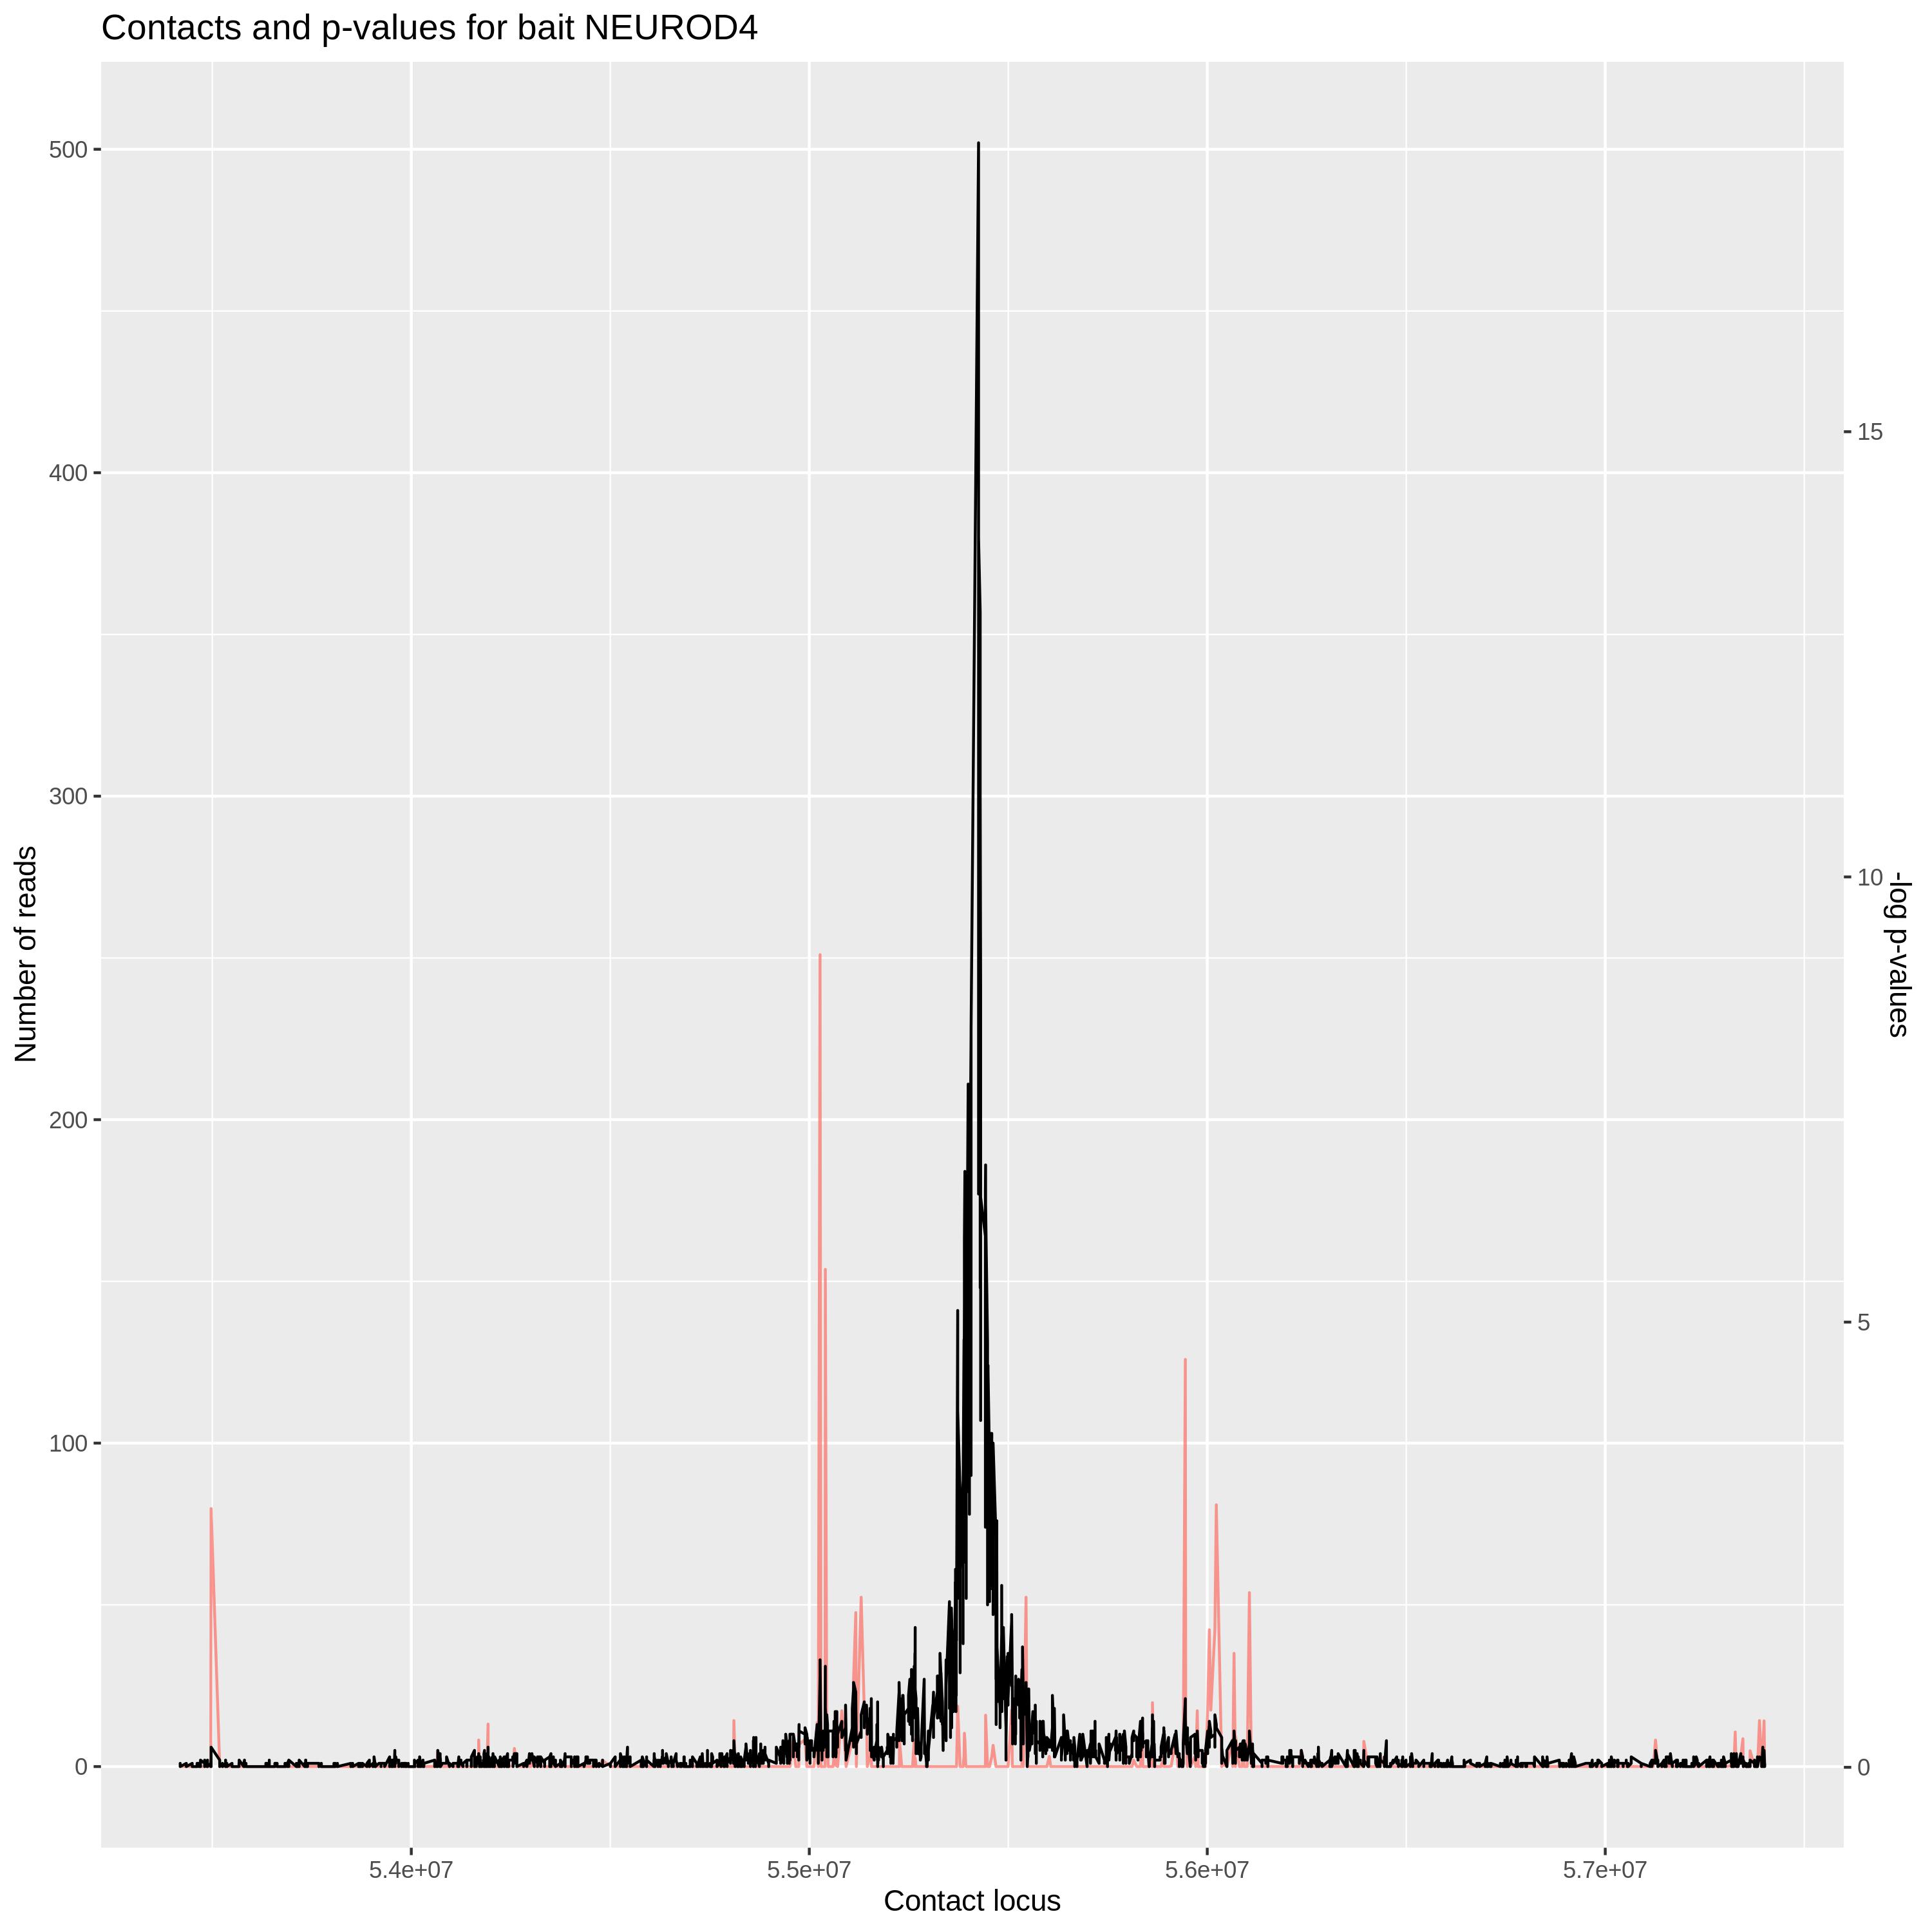 Contacts and p-values for bait NEUROD4
500
400
300
200
100
0
Number of reads
15
10
5
0
-log p-values
5.4e+07
5.5e+07
5.6e+07
5.7e+07
Contact locus